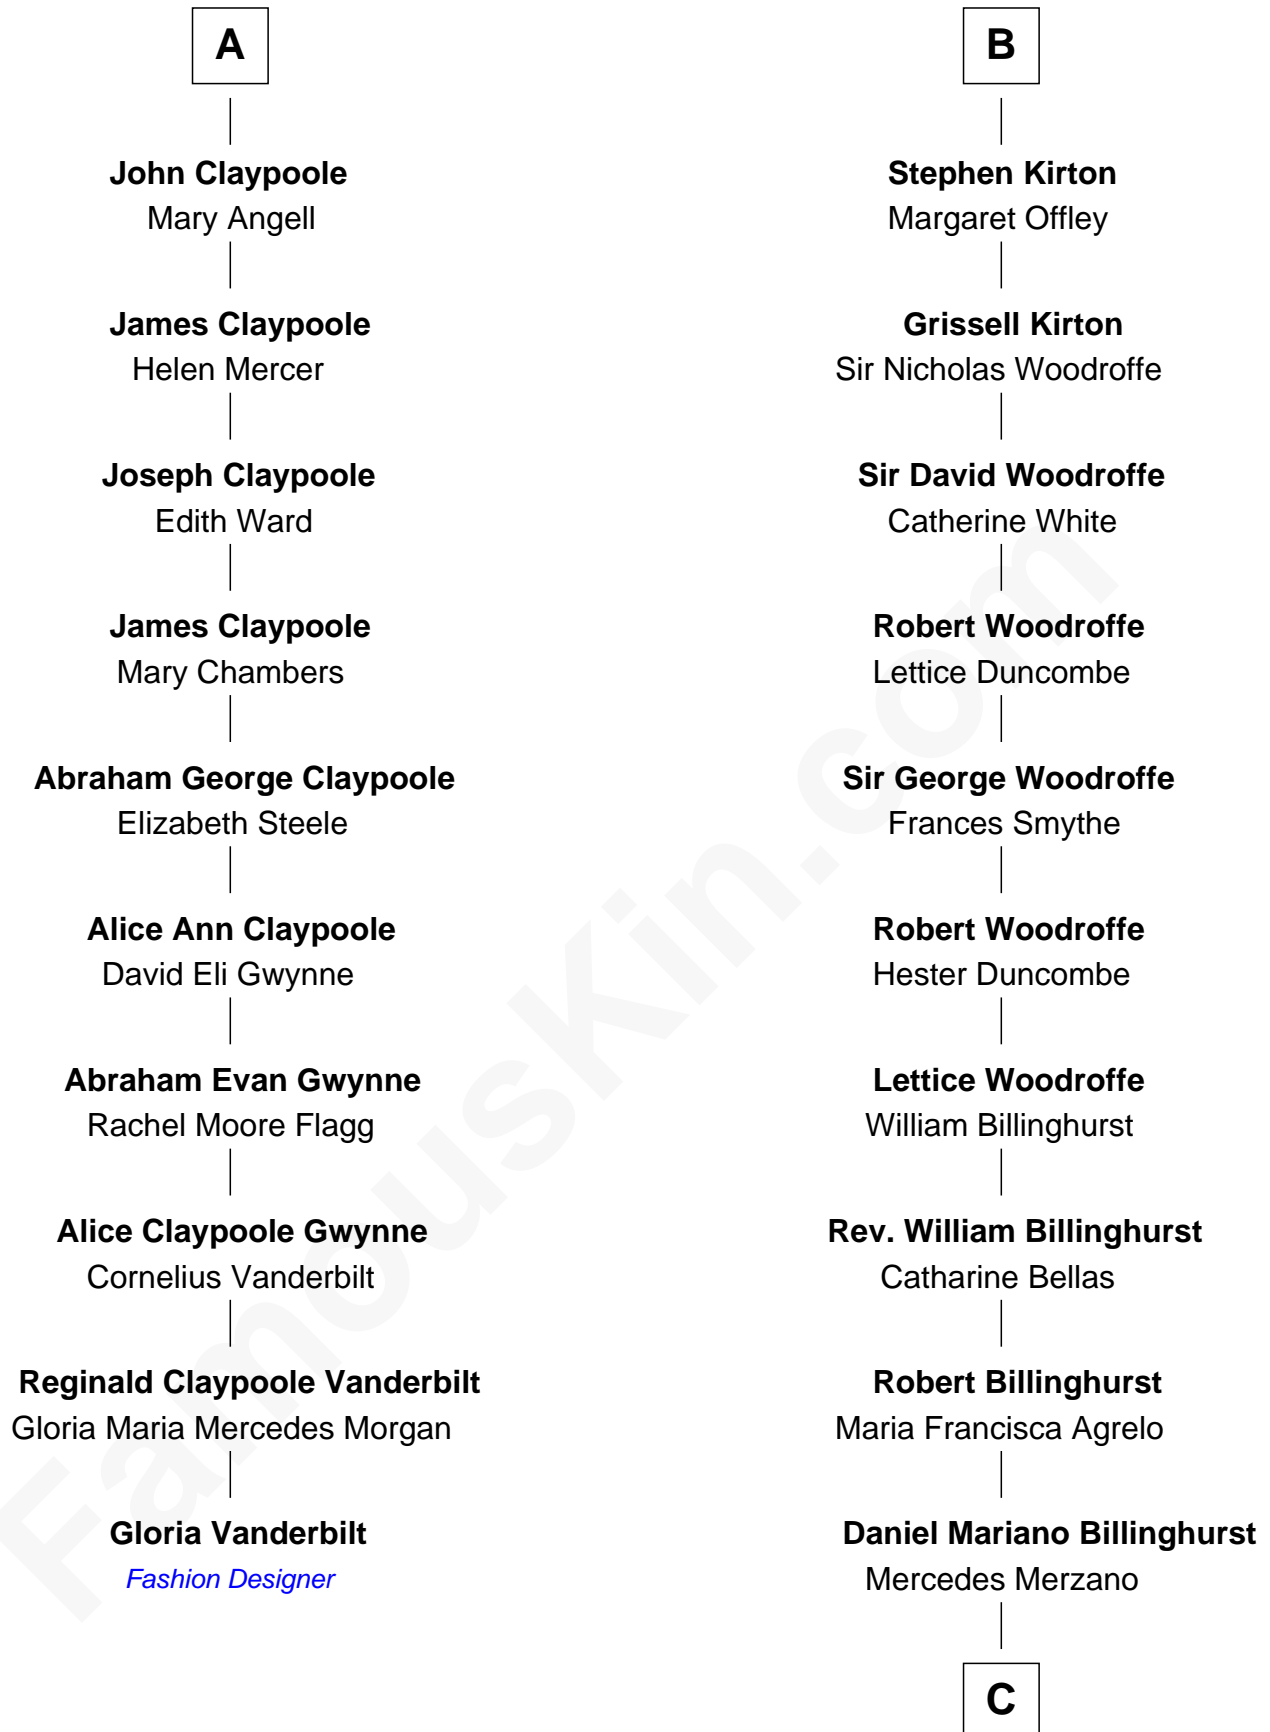 A
John Claypoole
Mary Angell
James Claypoole
Helen Mercer
Joseph Claypoole
Edith Ward
James Claypoole
Mary Chambers
Abraham George Claypoole
Elizabeth Steele
Alice Ann Claypoole
David Eli Gwynne
Abraham Evan Gwynne
Rachel Moore Flagg
Alice Claypoole Gwynne
Cornelius Vanderbilt
Reginald Claypoole Vanderbilt
Gloria Maria Mercedes Morgan
Gloria Vanderbilt
Fashion Designer
B
Stephen Kirton
Margaret Offley
Grissell Kirton
Sir Nicholas Woodroffe
Sir David Woodroffe
Catherine White
Robert Woodroffe
Lettice Duncombe
Sir George Woodroffe
Frances Smythe
Robert Woodroffe
Hester Duncombe
Lettice Woodroffe
William Billinghurst
Rev. William Billinghurst
Catharine Bellas
Robert Billinghurst
Maria Francisca Agrelo
Daniel Mariano Billinghurst
Mercedes Merzano
C
FamousKin.com